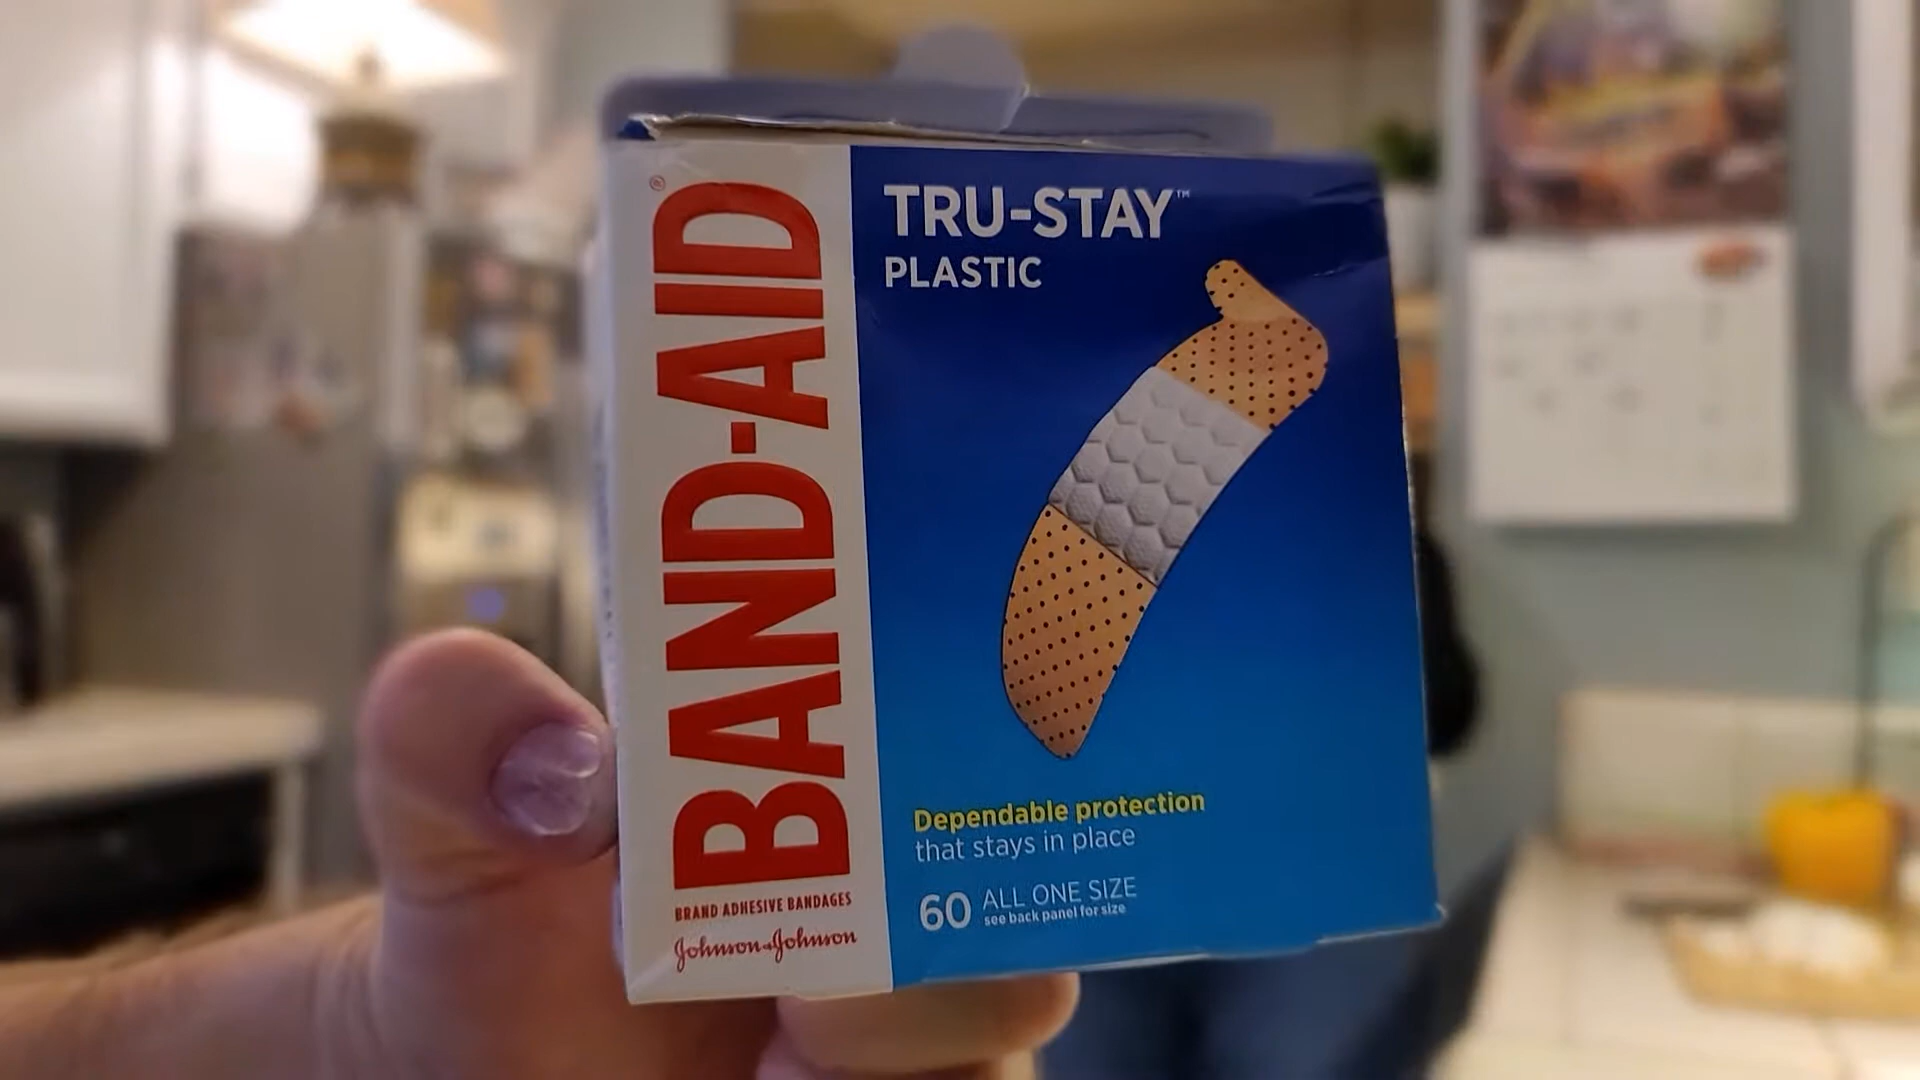 BAND-AID®
BRAND ADHESIVE BANDAGES
Johnson & Johnson
TRU-STAY™
PLASTIC
Dependable protection
that stays in place
60 ALL ONE SIZE
see back panel for size